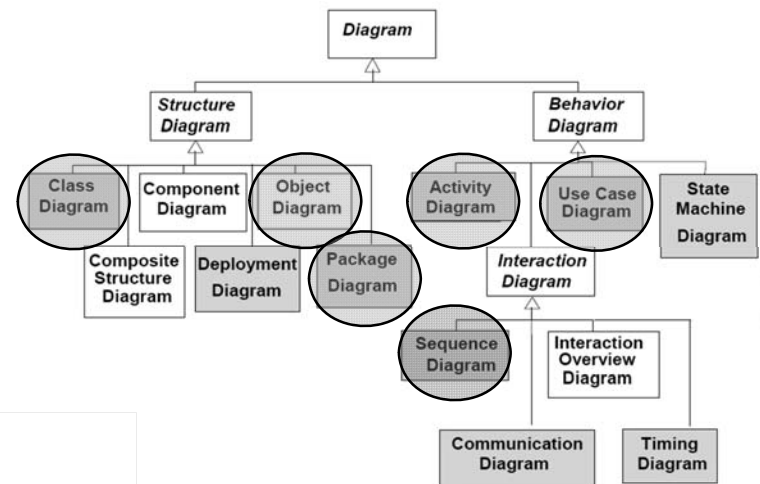 Diagram
Structure
Diagram
Behavior
Diagram
Class
Diagram
Component
Diagram
Object
Diagram
Activity
Diagram
Use Case
Diagram
State
Machine
Diagram
Composite
Structure
Diagram
Deployment
Diagram
Package
Diagram
Interaction
Diagram
Sequence
Diagram
Interaction
Overview
Diagram
Communication
Diagram
Timing
Diagram